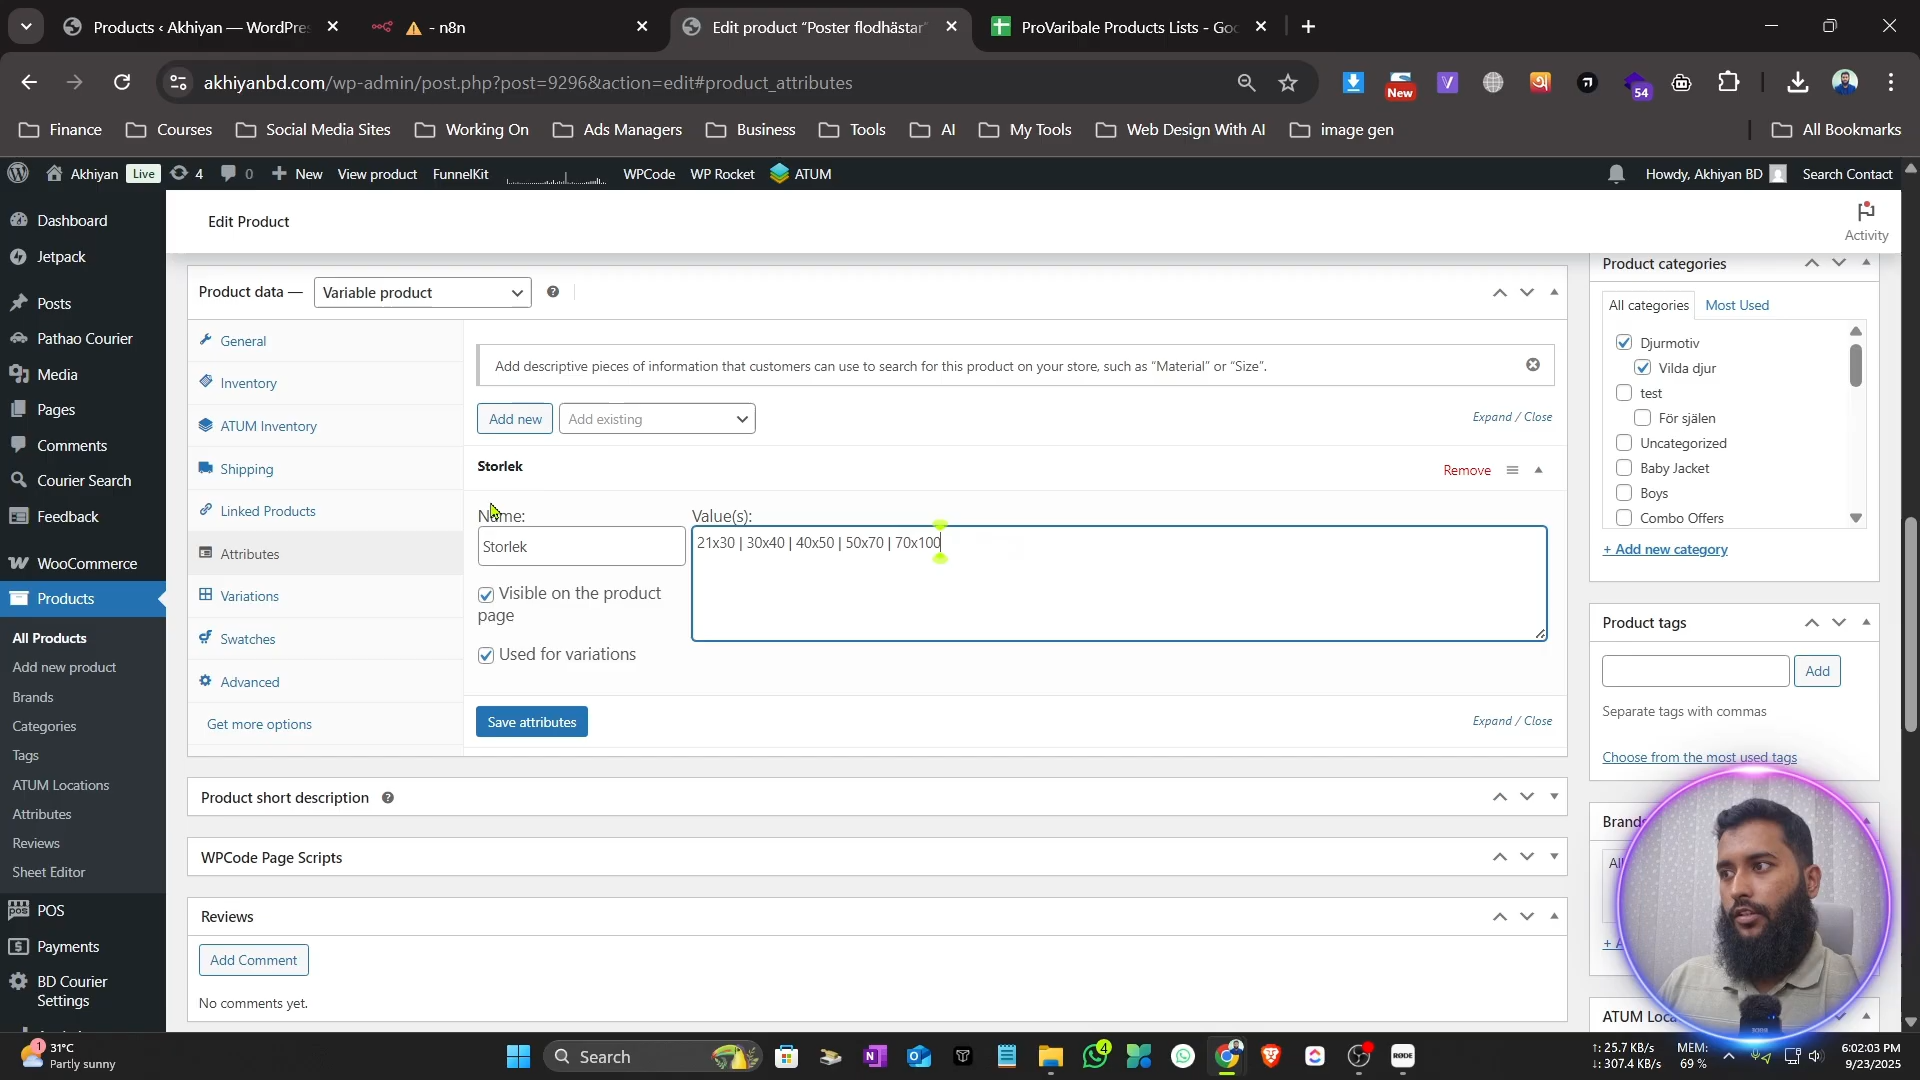 Products ‹ Akhiyan — WordPres
- n8n
Edit product “Poster flodhästar”
ProVaribale Products Lists - Goo
akhiyanbd.com/wp-admin/post.php?post=9296&action=edit#product_attributes
New
54
Finance
Courses
Social Media Sites
Working On
Ads Managers
Business
Tools
AI
My Tools
Web Design With AI
image gen
All Bookmarks
Akhiyan
Live
4
0
New
View product
FunnelKit
WPCode
WP Rocket
ATUM
Howdy, Akhiyan BD
Search Contact
Edit Product
Activity
Dashboard
Jetpack
Posts
Pathao Courier
Media
Pages
Comments
Courier Search
Feedback
WooCommerce
Products
All Products
Add new product
Brands
Categories
Tags
ATUM Locations
Attributes
Reviews
Sheet Editor
POS
Payments
BD Courier
Settings
Product data —
Variable product
General
Inventory
ATUM Inventory
Shipping
Linked Products
Attributes
Variations
Swatches
Advanced
Get more options
Add descriptive pieces of information that customers can use to search for this product on your store, such as “Material” or “Size”.
Add new
Add existing
Expand / Close
Storlek
Remove
Name:
Value(s):
Storlek
21x30 | 30x40 | 40x50 | 50x70 | 70x100
Visible on the product
page
Used for variations
Save attributes
Expand / Close
Product short description
WPCode Page Scripts
Reviews
Add Comment
No comments yet.
Product categories
All categories
Most Used
Djurmotiv
Vilda djur
test
För själen
Uncategorized
Baby Jacket
Boys
Combo Offers
+ Add new category
Product tags
Add
Separate tags with commas
Choose from the most used tags
Brands
ATUM Loca
1
31°C
Partly sunny
Search
4
RØDE
↑: 25.7 KB/s
↓: 307.4 KB/s
MEM:
69 %
6:02:03 PM
9/23/2025